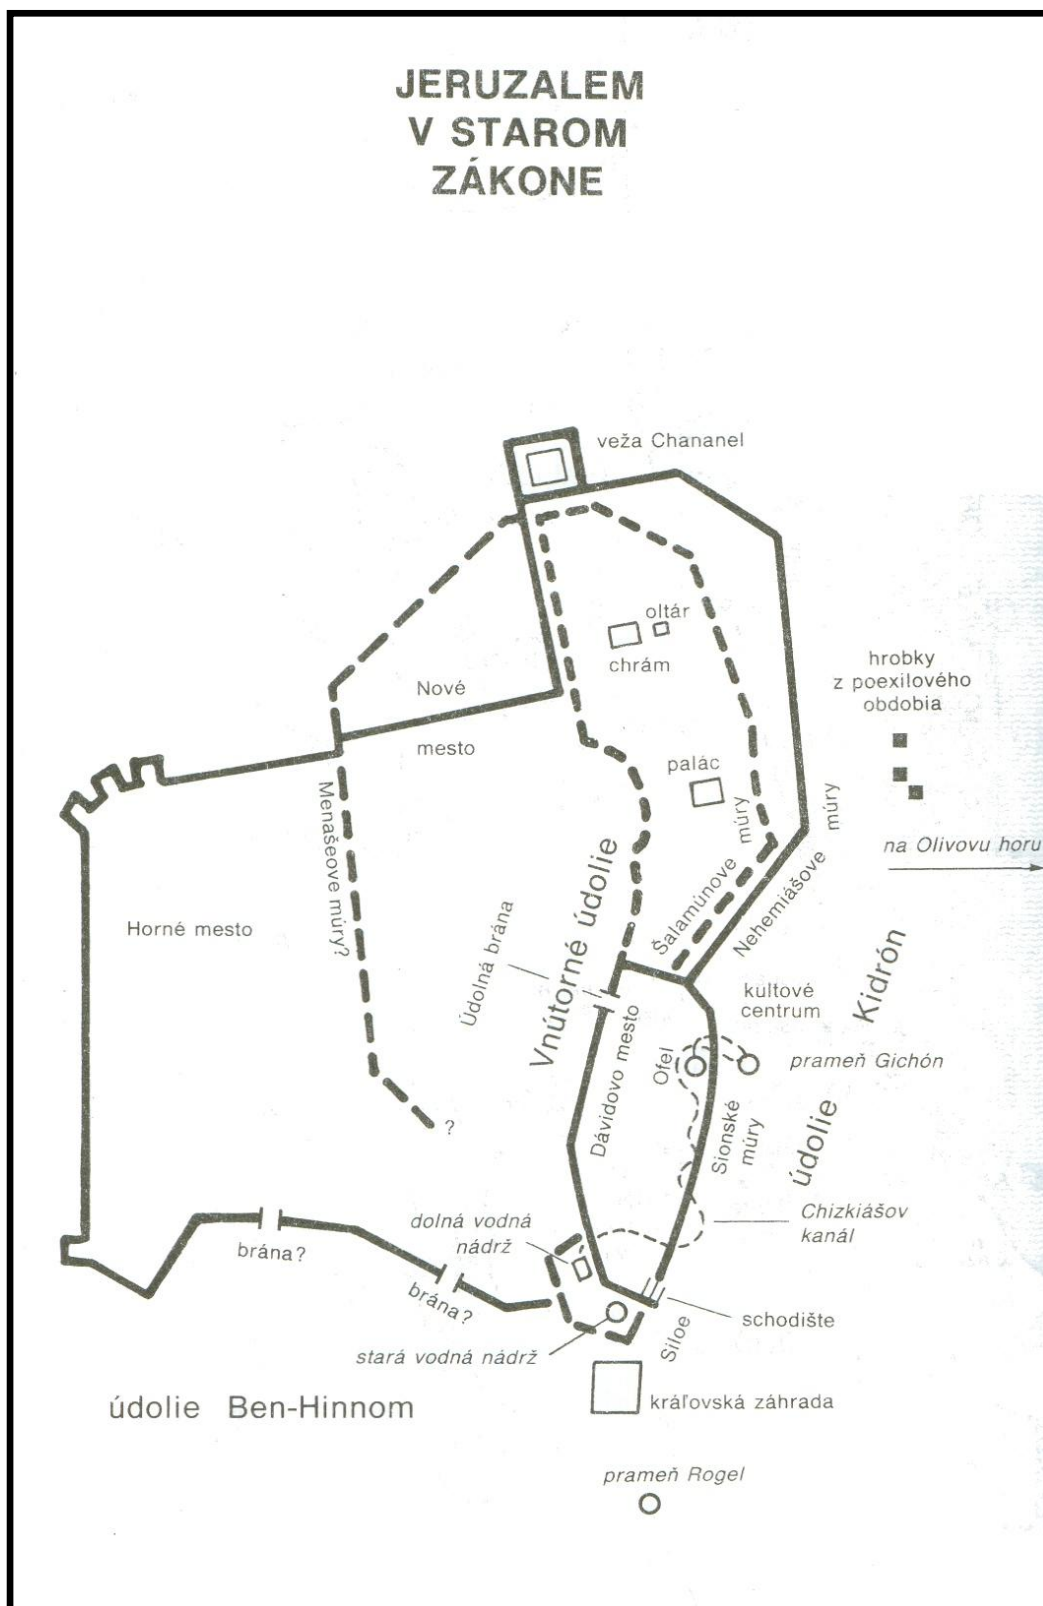 JERUZALEM
V STAROM
ZÁKONE
veža Chananel
oltár
chrám
hrobky
z poexilového
obdobia
Nové
mesto
palác
múry
múry
na Olivovu horu
Menašeove múry?
Horné mesto
Údolná brána
Vnútorné údolie
Šalamúnove
Nehemiášove
Kidrón
kultové
centrum
Dávidovo mesto
Ofel
prameň Gichón
Sionské
múry
údolie
?
Chizkiášov
kanál
dolná vodná
nádrž
brána?
brána?
schodište
Siloe
stará vodná nádrž
údolie Ben-Hinnom
kráľovská záhrada
prameň Rogel